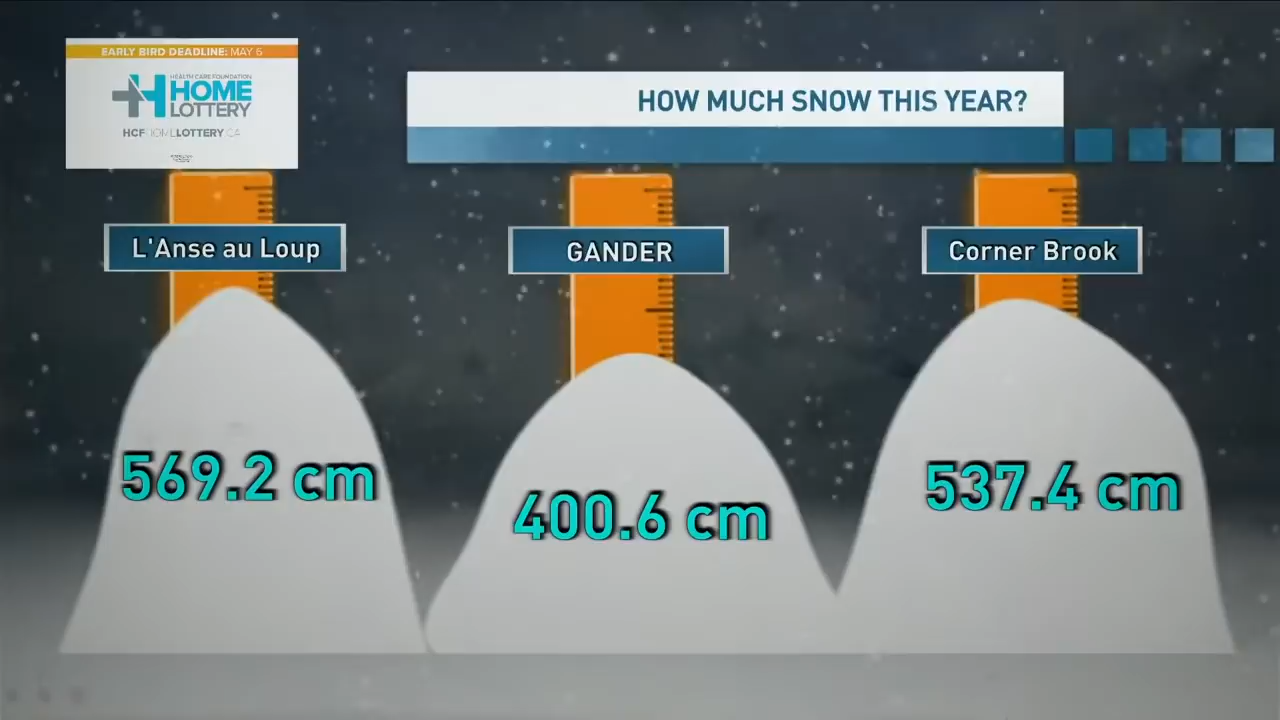 EARLY BIRD DEADLINE: MAY 6
HEALTH CARE FOUNDATION
HOME
LOTTERY
HCFHOMELOTTERY.CA
HOW MUCH SNOW THIS YEAR?
L'Anse au Loup
GANDER
Corner Brook
569.2 cm
400.6 cm
537.4 cm